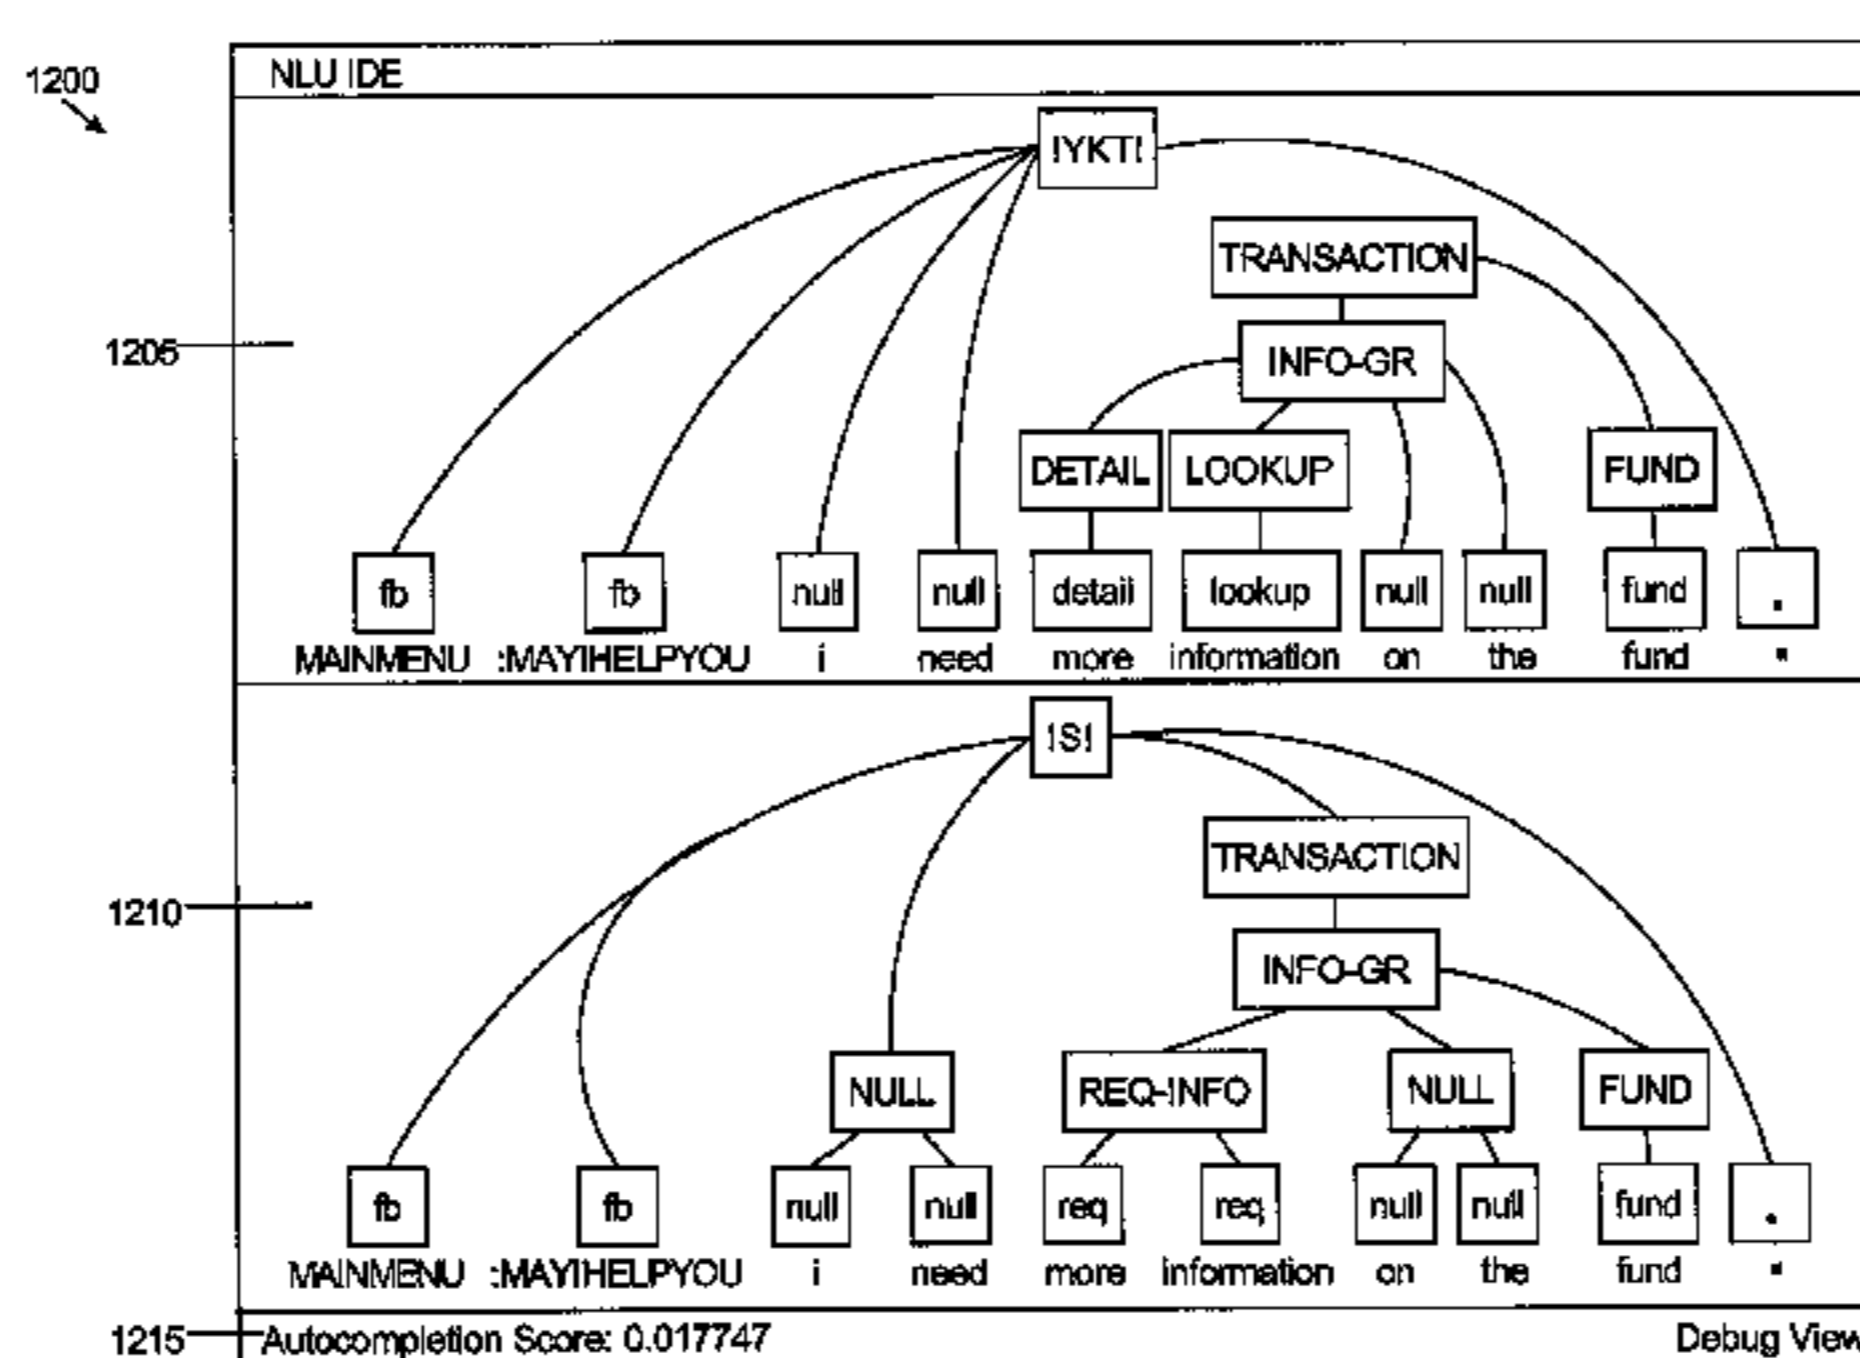 1200
NLU IDE
!YKT!
TRANSACTION
1205
INFO-GR
DETAIL LOOKUP FUND
fb fb null null detail lookup null null fund .
MAINMENU :MAYIHELPYOU i need more information on the fund "
!S!
TRANSACTION
1210
INFO-GR
NULL REQ-INFO NULL FUND
fb fb null null req req null null fund .
MAINMENU :MAYIHELPYOU i need more information on the fund "
1215 Autocompletion Score: 0.017747 Debug View